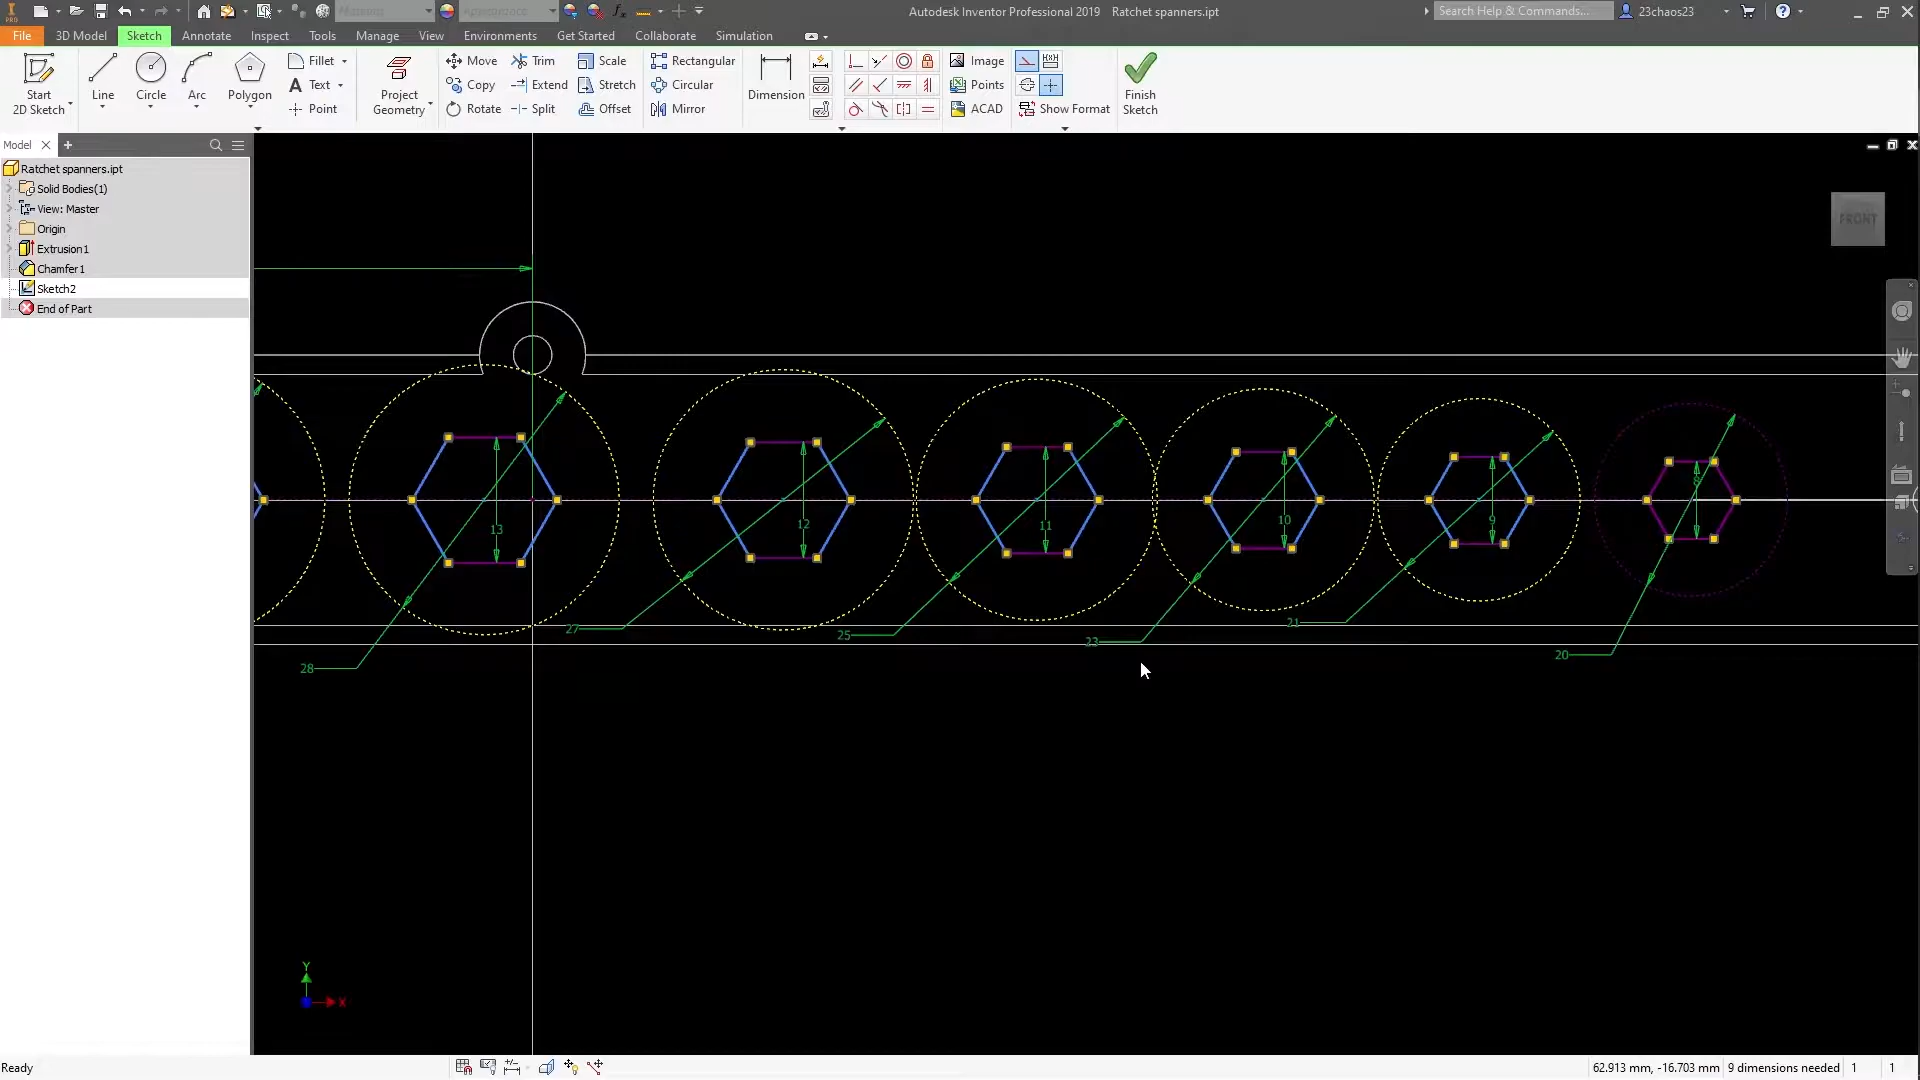 Autodesk Inventor Professional 2019 Ratchet spanners.ipt
Search Help & Commands...
23chaos23
File 3D Model Sketch Annotate Inspect Tools Manage View Environments Get Started Collaborate Simulation
Start
2D Sketch
Line
Circle
Arc
Polygon
Fillet
Text
Point
Project
Geometry
Move
Copy
Rotate
Trim
Extend
Split
Scale
Stretch
Offset
Rectangular
Circular
Mirror
Dimension
Image
Points
ACAD
Show Format
Finish
Sketch
Model
Ratchet spanners.ipt
Solid Bodies(1)
View: Master
Origin
Extrusion1
Chamfer1
Sketch2
End of Part
FRONT
13
12
11
10
9
8
28
27
25
23
21
20
Y
X
Ready
62.913 mm, -16.703 mm
9 dimensions needed
1
1